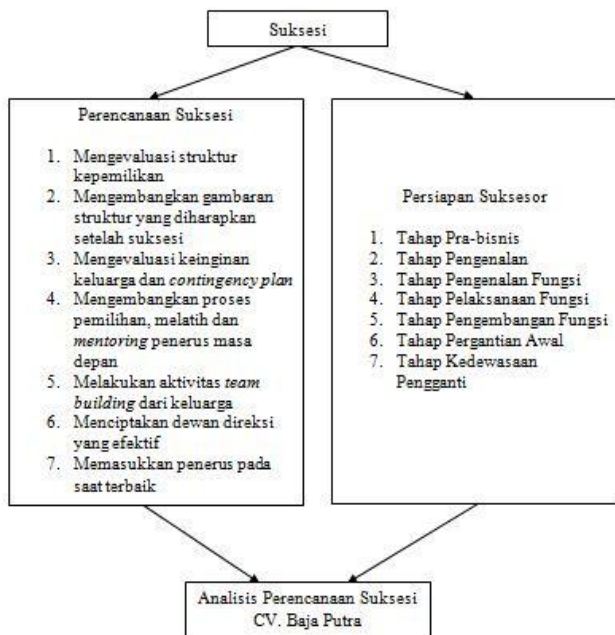 Suksesi
Perencanaan Suksesi
1. Mengevaluasi struktur
kepemilikan
2. Mengembangkan gambaran
struktur yang diharapkan
setelah suksesi
3. Mengevaluasi keinginan
keluarga dan contingency plan
4. Mengembangkan proses
pemilihan, melatih dan
mentoring penerus masa
depan
5. Melakukan aktivitas team
building dari keluarga
6. Menciptakan dewan direksi
yang efektif
7. Memasukkan penerus pada
saat terbaik
Persiapan Suksesor
1. Tahap Pra-bisnis
2. Tahap Pengenalan
3. Tahap Pengenalan Fungsi
4. Tahap Pelaksanaan Fungsi
5. Tahap Pengembangan Fungsi
6. Tahap Pergantian Awal
7. Tahap Kedewasaan
Pengganti
Analisis Perencanaan Suksesi
CV. Baja Putra